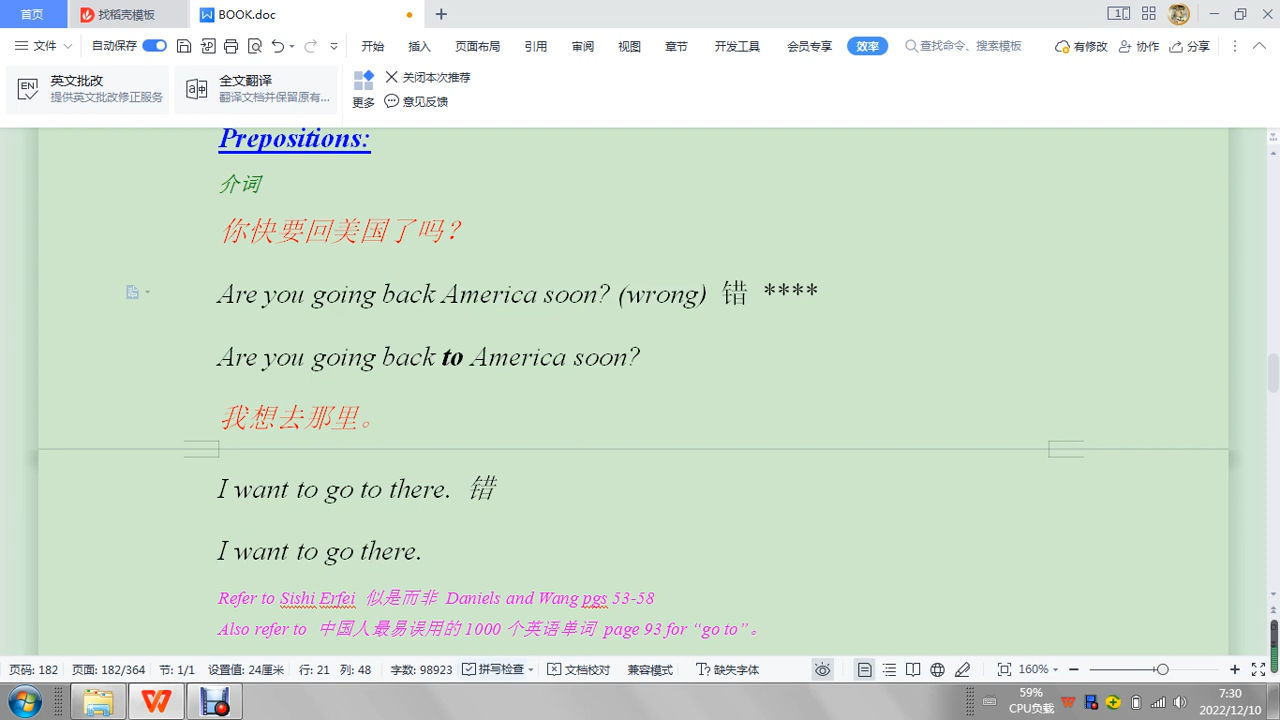 首页 找稻壳模板 BOOK.doc
文件 自动保存 开始 插入 页面布局 引用 审阅 视图 章节 开发工具 会员专享 效率 查找命令、搜索模板 有修改 协作 分享
英文批改 全文翻译 关闭本次推荐
提供英文批改修正服务 翻译文档并保留原有... 更多 意见反馈
Prepositions:
介词
你快要回美国了吗?
Are you going back America soon? (wrong) 错 ****
Are you going back to America soon?
我想去那里。
I want to go to there. 错
I want to go there.
Refer to Sishi Erfei 似是而非 Daniels and Wang pgs 53-58
Also refer to 中国人最易误用的1000个英语单词 page 93 for “go to”。
页码: 182 页面: 182/364 节: 1/1 设置值: 24厘米 行: 21 列: 48 字数: 98923 拼写检查 文档校对 兼容模式 缺失字体 160%
59% 7:30
CPU负载 2022/12/10